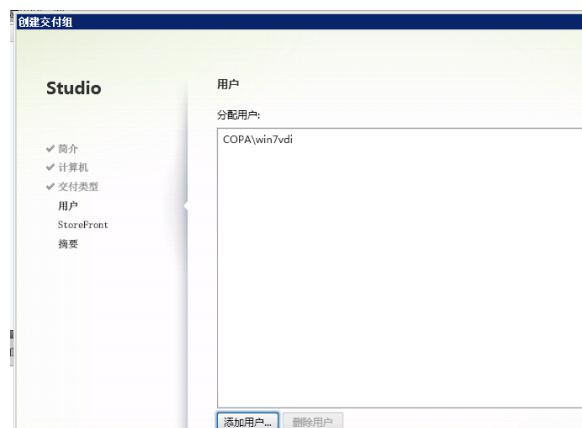 创建交付组
Studio
用户
分配用户:
COPA\win7vdi
简介
计算机
交付类型
用户
StoreFront
摘要
添加用户...
删除用户